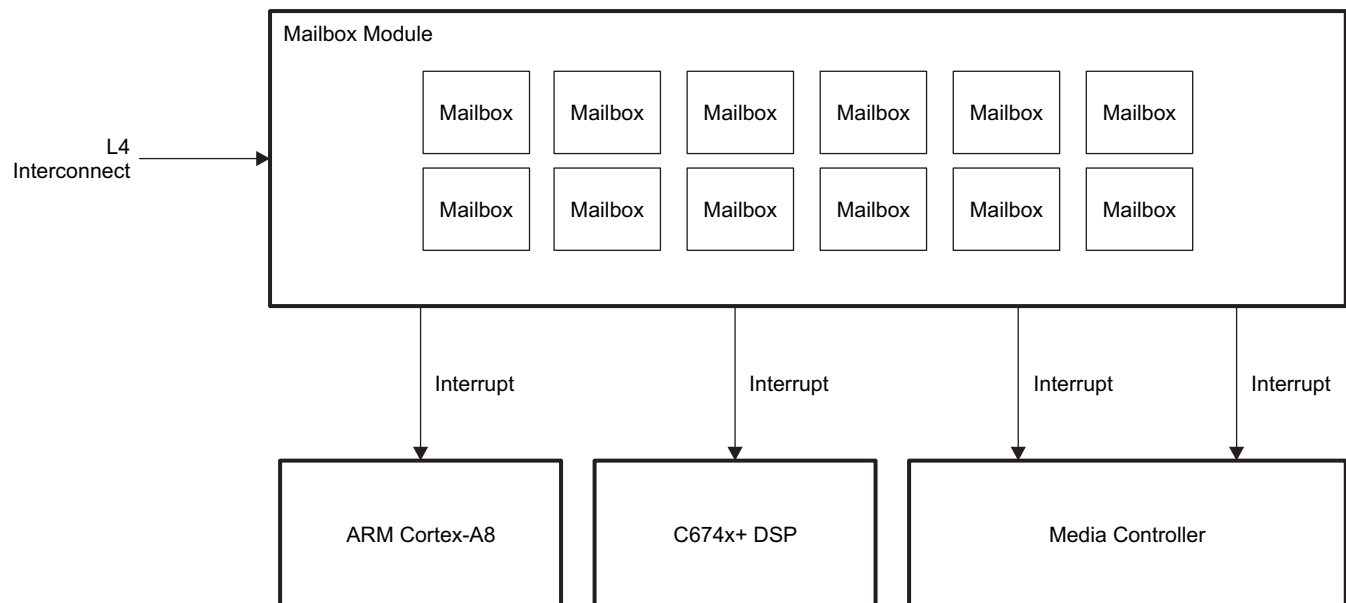 Mailbox Module
Mailbox Mailbox Mailbox Mailbox Mailbox Mailbox
L4
Interconnect
Mailbox Mailbox Mailbox Mailbox Mailbox Mailbox
Interrupt Interrupt Interrupt Interrupt
ARM Cortex-A8 C674x+ DSP Media Controller